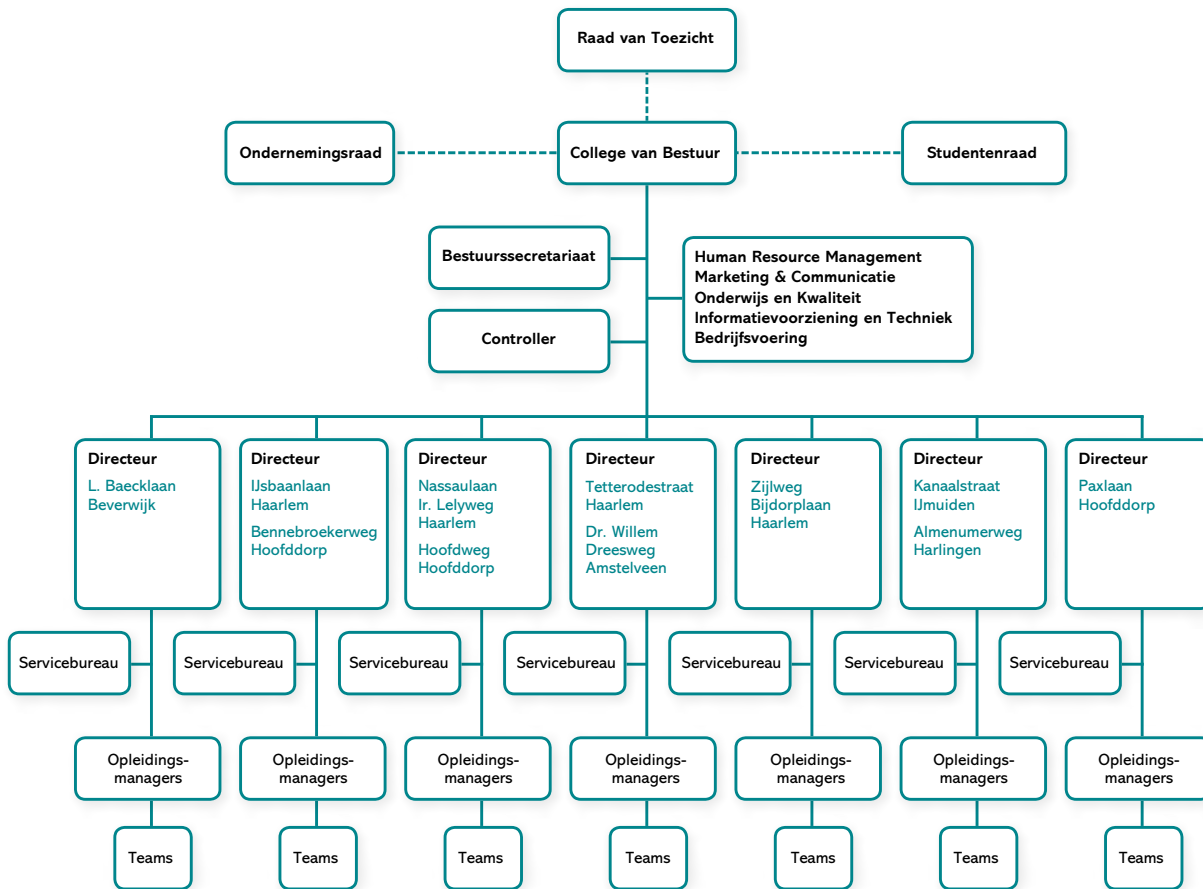 Raad van Toezicht
Ondernemingsraad
College van Bestuur
Studentenraad
Bestuurssecretariaat
Human Resource Management
Marketing & Communicatie
Onderwijs en Kwaliteit
Informatievoorziening en Techniek
Bedrijfsvoering
Controller
Directeur
L. Baecklaan
Beverwijk
Directeur
IJsbaanlaan
Haarlem
Bennebroekerweg
Hoofddorp
Directeur
Nassaulaan
Ir. Lelyweg
Haarlem
Hoofdweg
Hoofddorp
Directeur
Tetterodestraat
Haarlem
Dr. Willem
Dreesweg
Amstelveen
Directeur
Zijlweg
Bijdorplaan
Haarlem
Directeur
Kanaalstraat
IJmuiden
Almenumerweg
Harlingen
Directeur
Paxlaan
Hoofddorp
Servicebureau
Servicebureau
Servicebureau
Servicebureau
Servicebureau
Servicebureau
Servicebureau
Opleidings-
managers
Opleidings-
managers
Opleidings-
managers
Opleidings-
managers
Opleidings-
managers
Opleidings-
managers
Opleidings-
managers
Teams
Teams
Teams
Teams
Teams
Teams
Teams